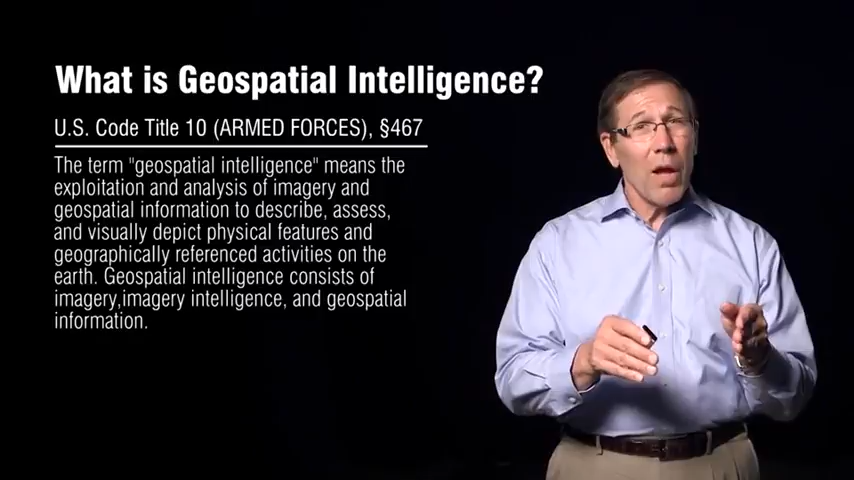 What is Geospatial Intelligence?
U.S. Code Title 10 (ARMED FORCES), §467
The term "geospatial intelligence" means the
exploitation and analysis of imagery and
geospatial information to describe, assess,
and visually depict physical features and
geographically referenced activities on the
earth. Geospatial intelligence consists of
imagery,imagery intelligence, and geospatial
information.